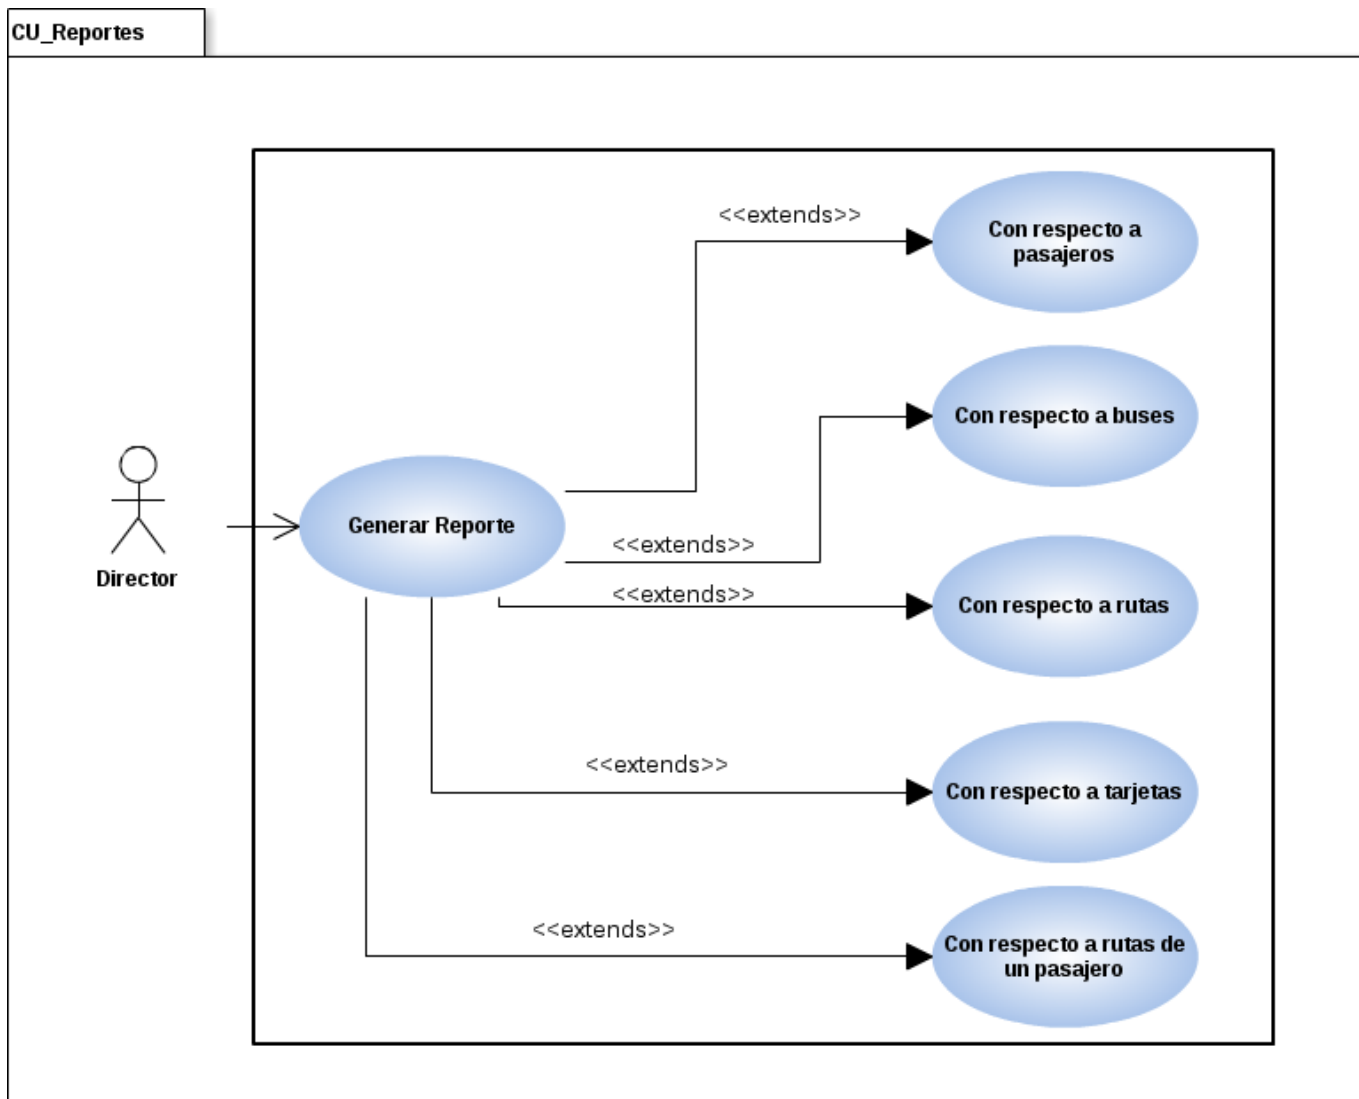 CU_Reportes
<<extends>>
Con respecto a
pasajeros
Con respecto a buses
Generar Reporte
<<extends>>
Director
<<extends>>
Con respecto a rutas
<<extends>>
Con respecto a tarjetas
<<extends>>
Con respecto a rutas de
un pasajero